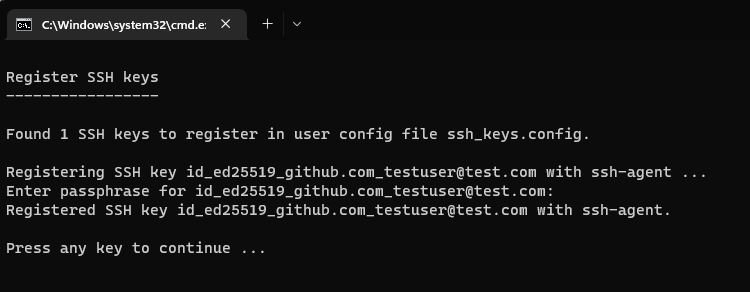 C:\Windows\system32\cmd.e
Register SSH keys
-----------------
Found 1 SSH keys to register in user config file ssh_keys.config.
Registering SSH key id_ed25519_github.com_testuser@test.com with ssh-agent ...
Enter passphrase for id_ed25519_github.com_testuser@test.com:
Registered SSH key id_ed25519_github.com_testuser@test.com with ssh-agent.
Press any key to continue ...